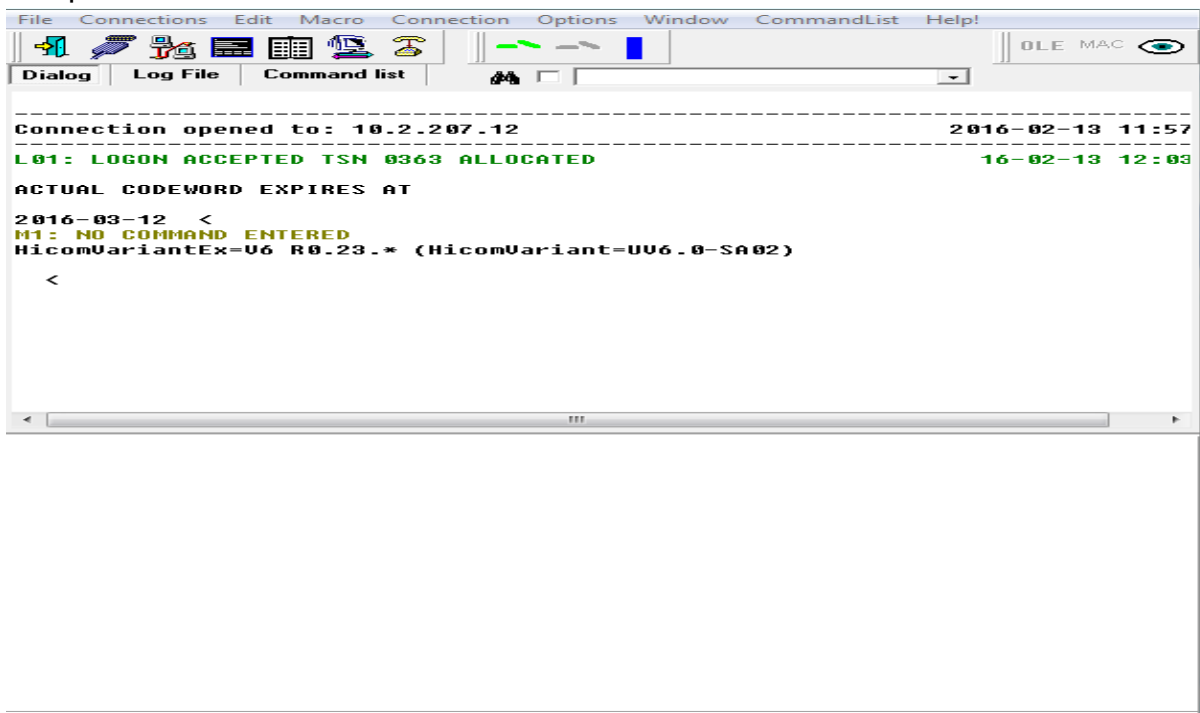 File Connections Edit Macro Connection Options Window CommandList Help!
OLE MAC
Dialog Log File Command list
--------------------------------------------------------------------------------
Connection opened to: 10.2.207.12 2016-02-13 11:57
--------------------------------------------------------------------------------
L01: LOGON ACCEPTED TSN 0363 ALLOCATED 16-02-13 12:03
ACTUAL CODEWORD EXPIRES AT
2016-03-12 <
M1: NO COMMAND ENTERED
HicomVariantEx=V6 R0.23.* (HicomVariant=UV6.0-SA02)
<